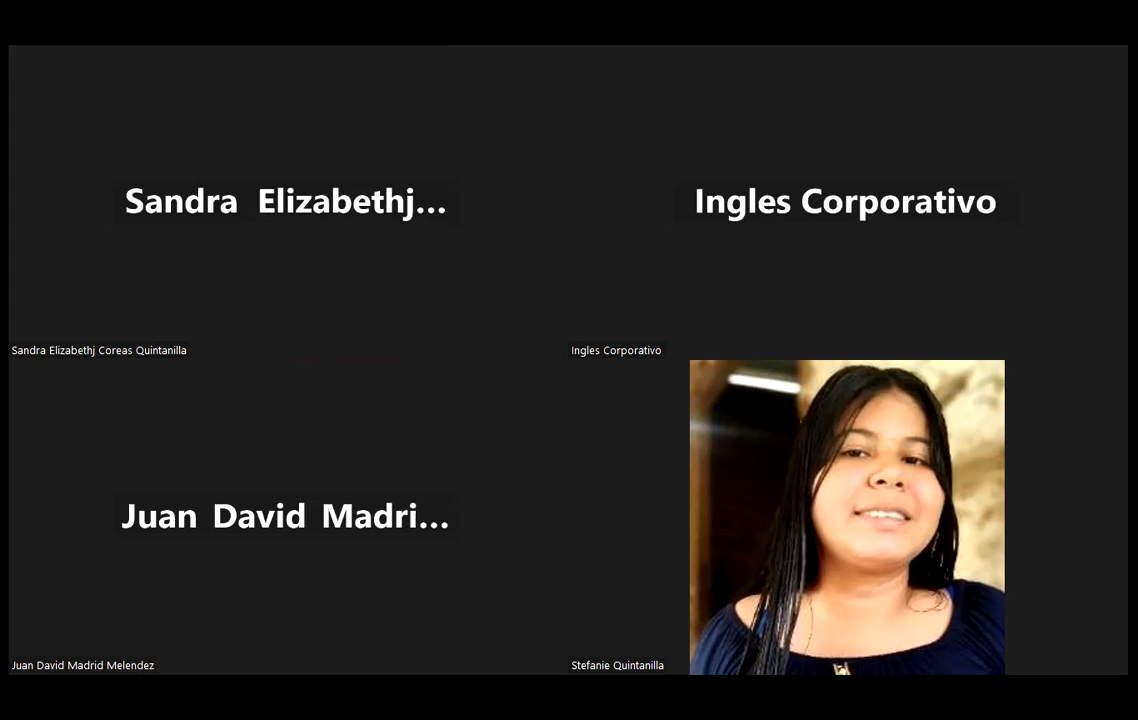 Sandra Elizabethj...
Ingles Corporativo
Sandra Elizabethj Coreas Quintanilla
Ingles Corporativo
Juan David Madri...
Juan David Madrid Melendez
Stefanie Quintanilla